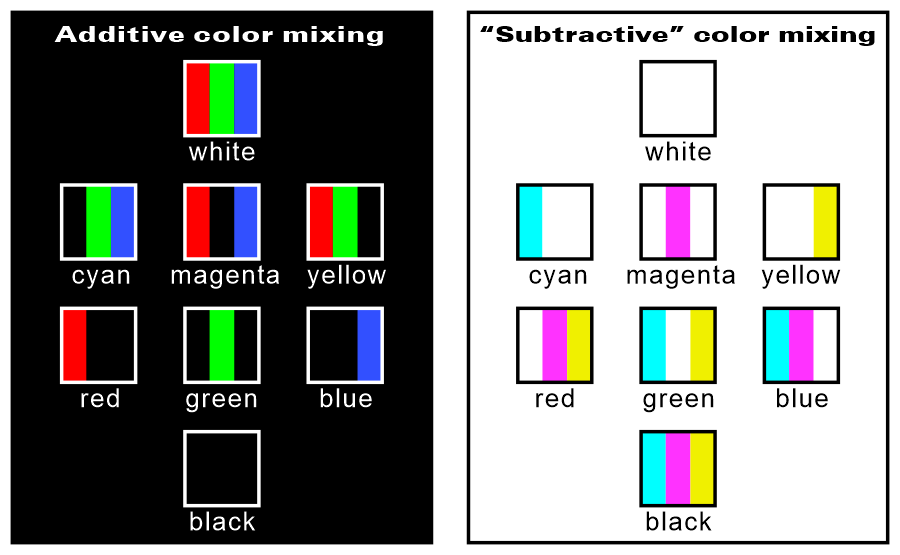 Additive color mixing
white
cyan magenta yellow
red green blue
black
“Subtractive” color mixing
white
cyan magenta yellow
red green blue
black